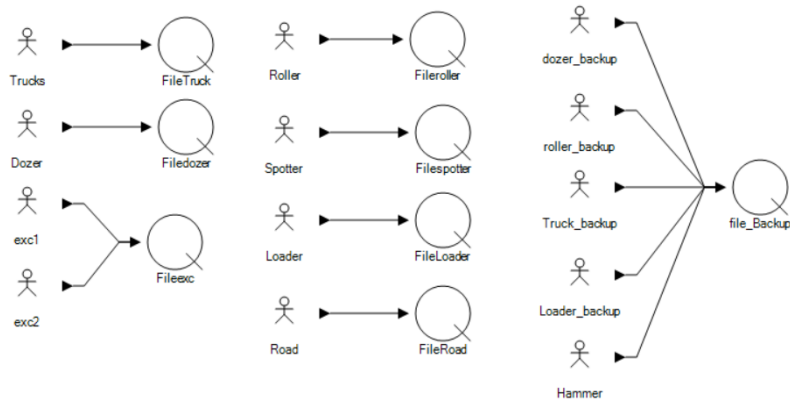 Trucks
FileTruck
Dozer
Filedozer
exc1
Fileexc
exc2
Roller
Fileroller
Spotter
Filespotter
Loader
FileLoader
Road
FileRoad
dozer_backup
roller_backup
Truck_backup
file_Backup
Loader_backup
Hammer